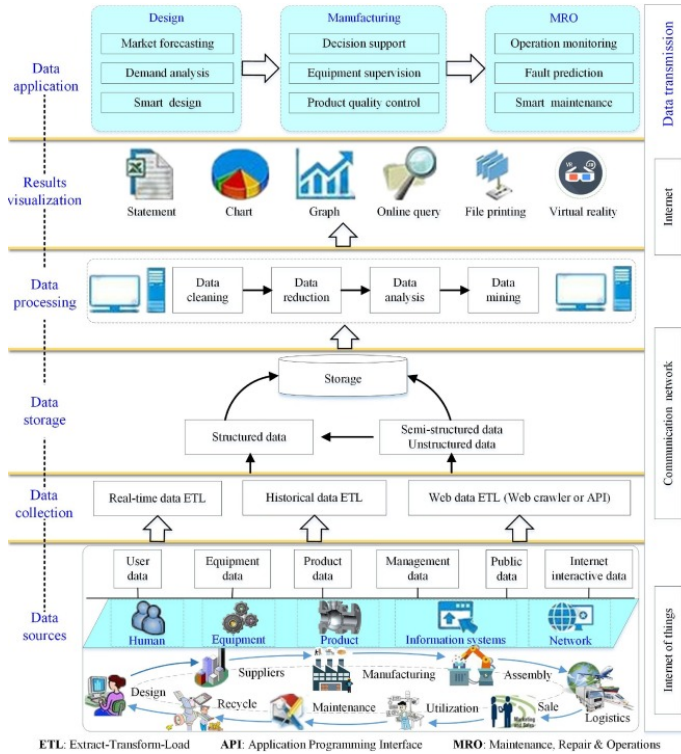 Design
Manufacturing
MRO
Data transmission
Data
application
Market forecasting
Decision support
Operation monitoring
Demand analysis
Equipment supervision
Fault prediction
Smart design
Product quality control
Smart maintenance
Results
visualization
Statement
Chart
Graph
Online query
File printing
Virtual reality
Internet
Data
processing
Data
cleaning
Data
reduction
Data
analysis
Data
mining
Communication network
Data
storage
Storage
Structured data
Semi-structured data
Unstructured data
Data
collection
Real-time data ETL
Historical data ETL
Web data ETL (Web crawler or API)
Data
sources
User
data
Equipment
data
Product
data
Management
data
Public
data
Internet
interactive data
Human
Equipment
Product
Information systems
Network
Internet of things
Design
Suppliers
Manufacturing
Assembly
Logistics
Sale
Utilization
Maintenance
Recycle
ETL: Extract-Transform-Load API: Application Programming Interface MRO: Maintenance, Repair & Operations